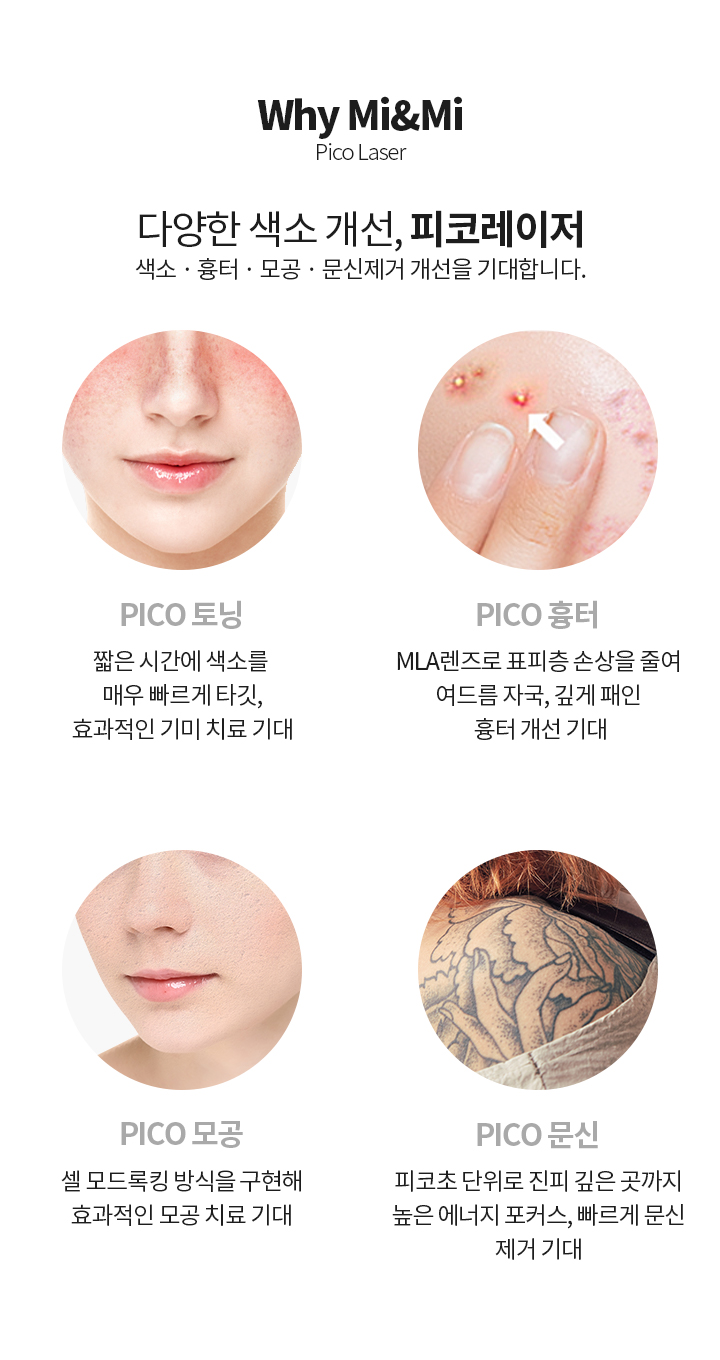 Why Mi&Mi
Pico Laser
다양한 색소 개선, 피코레이저
색소 · 흉터 · 모공 · 문신제거 개선을 기대합니다.
PICO 토닝
짧은 시간에 색소를
매우 빠르게 타깃,
효과적인 기미 치료 기대
PICO 흉터
MLA렌즈로 표피층 손상을 줄여
여드름 자국, 깊게 패인
흉터 개선 기대
PICO 모공
셀 모드록킹 방식을 구현해
효과적인 모공 치료 기대
PICO 문신
피코초 단위로 진피 깊은 곳까지
높은 에너지 포커스, 빠르게 문신
제거 기대